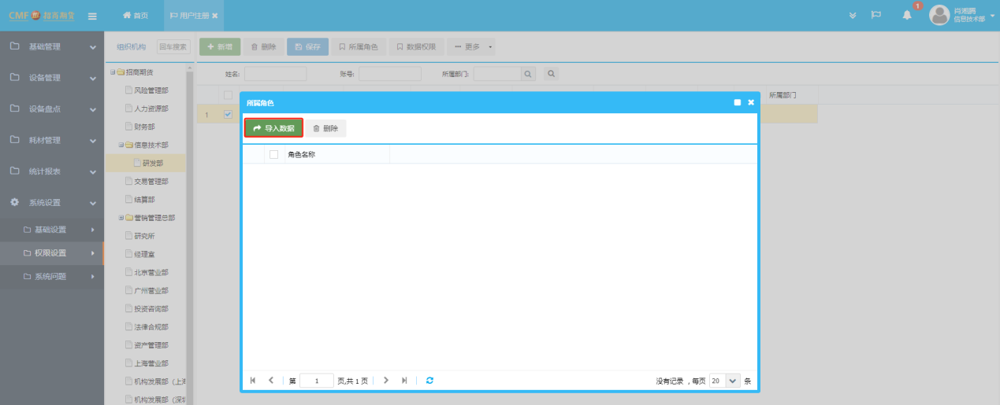 CMF 招商期货
首页
用户注册
1
肖湘鹏
信息技术部
基础管理
设备管理
设备盘点
耗材管理
统计报表
系统设置
基础设置
权限设置
系统问题
组织机构 回车搜索
招商期货
风险管理部
人力资源部
财务部
信息技术部
研发部
交易管理部
结算部
营销管理总部
研究所
经理室
北京营业部
广州营业部
投资咨询部
法律合规部
资产管理部
上海营业部
机构发展部（上海
机构发展部（深圳
新增 删除 保存 所属角色 数据权限 更多
姓名: 账号: 所属部门:
所属部门
1
所属角色
导入数据 删除
角色名称
第 1 页,共 1 页
没有记录 ，每页 20 条